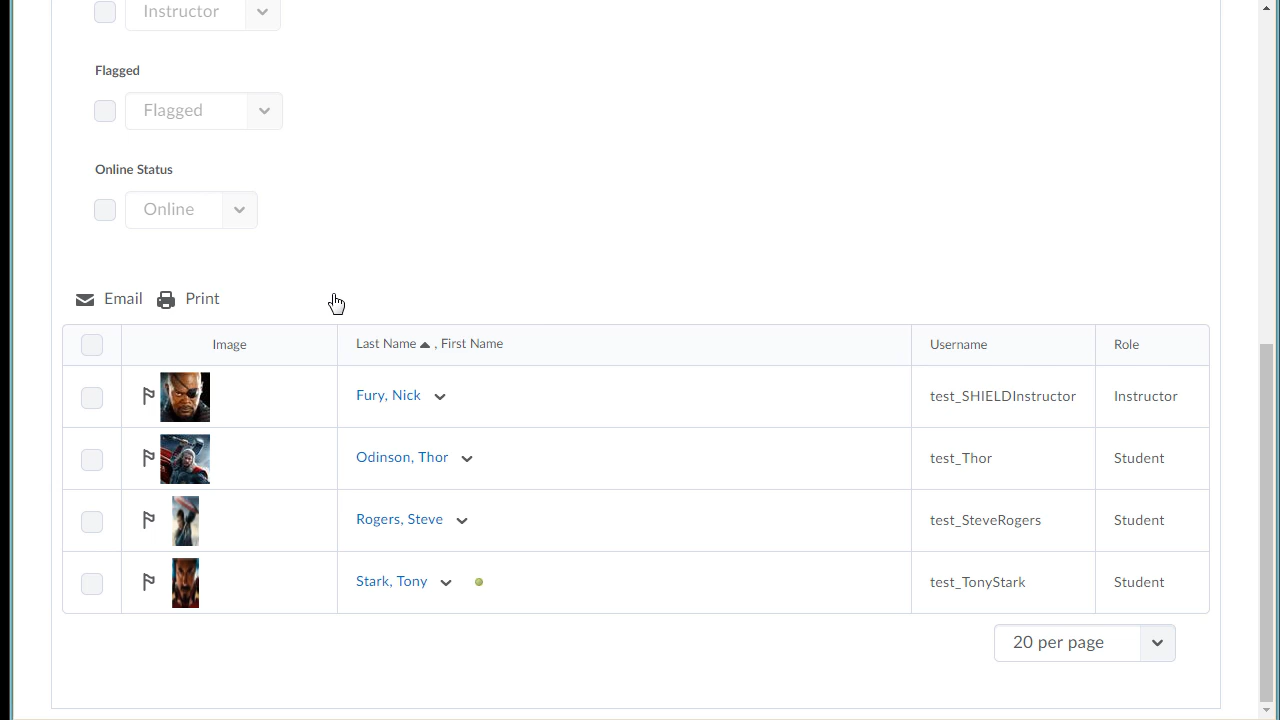 Instructor
Flagged
Flagged
Online Status
Online
Email Print
Image Last Name , First Name Username Role
Fury, Nick test_SHIELDInstructor Instructor
Odinson, Thor test_Thor Student
Rogers, Steve test_SteveRogers Student
Stark, Tony test_TonyStark Student
20 per page